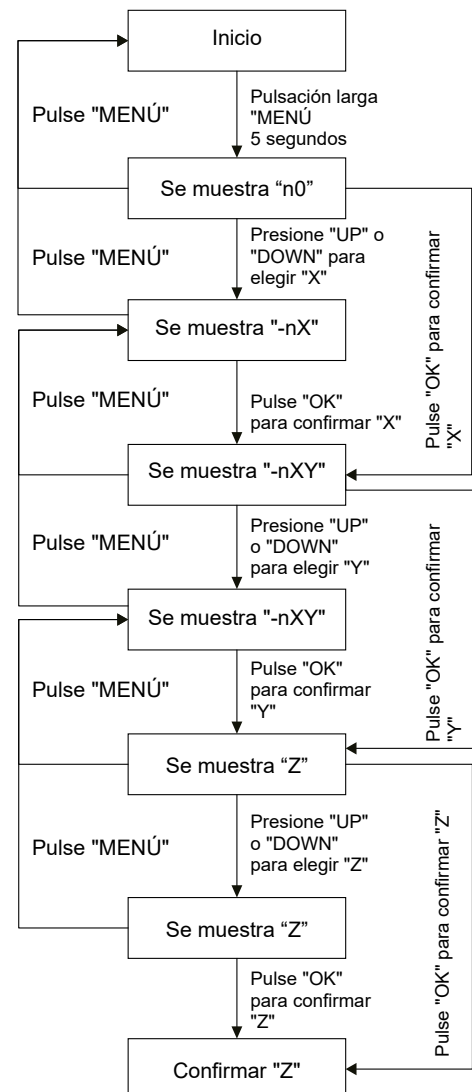 Inicio
Pulse "MENÚ"
Pulsación larga
"MENÚ
5 segundos
Se muestra “n0”
Pulse "MENÚ"
Presione "UP" o
"DOWN" para
elegir "X"
Pulse "OK" para confirmar
"X"
Se muestra "-nX"
Pulse "MENÚ"
Pulse "OK"
para confirmar "X"
Se muestra "-nXY"
Pulse "MENÚ"
Presione "UP"
o "DOWN"
para elegir "Y"
Pulse "OK" para confirmar
"Y"
Se muestra "-nXY"
Pulse "MENÚ"
Pulse "OK"
para confirmar
"Y"
Se muestra “Z”
Pulse "MENÚ"
Presione "UP"
o "DOWN"
para elegir "Z"
Pulse "OK" para confirmar "Z"
Se muestra “Z”
Pulse "OK"
para confirmar
"Z"
Confirmar "Z"